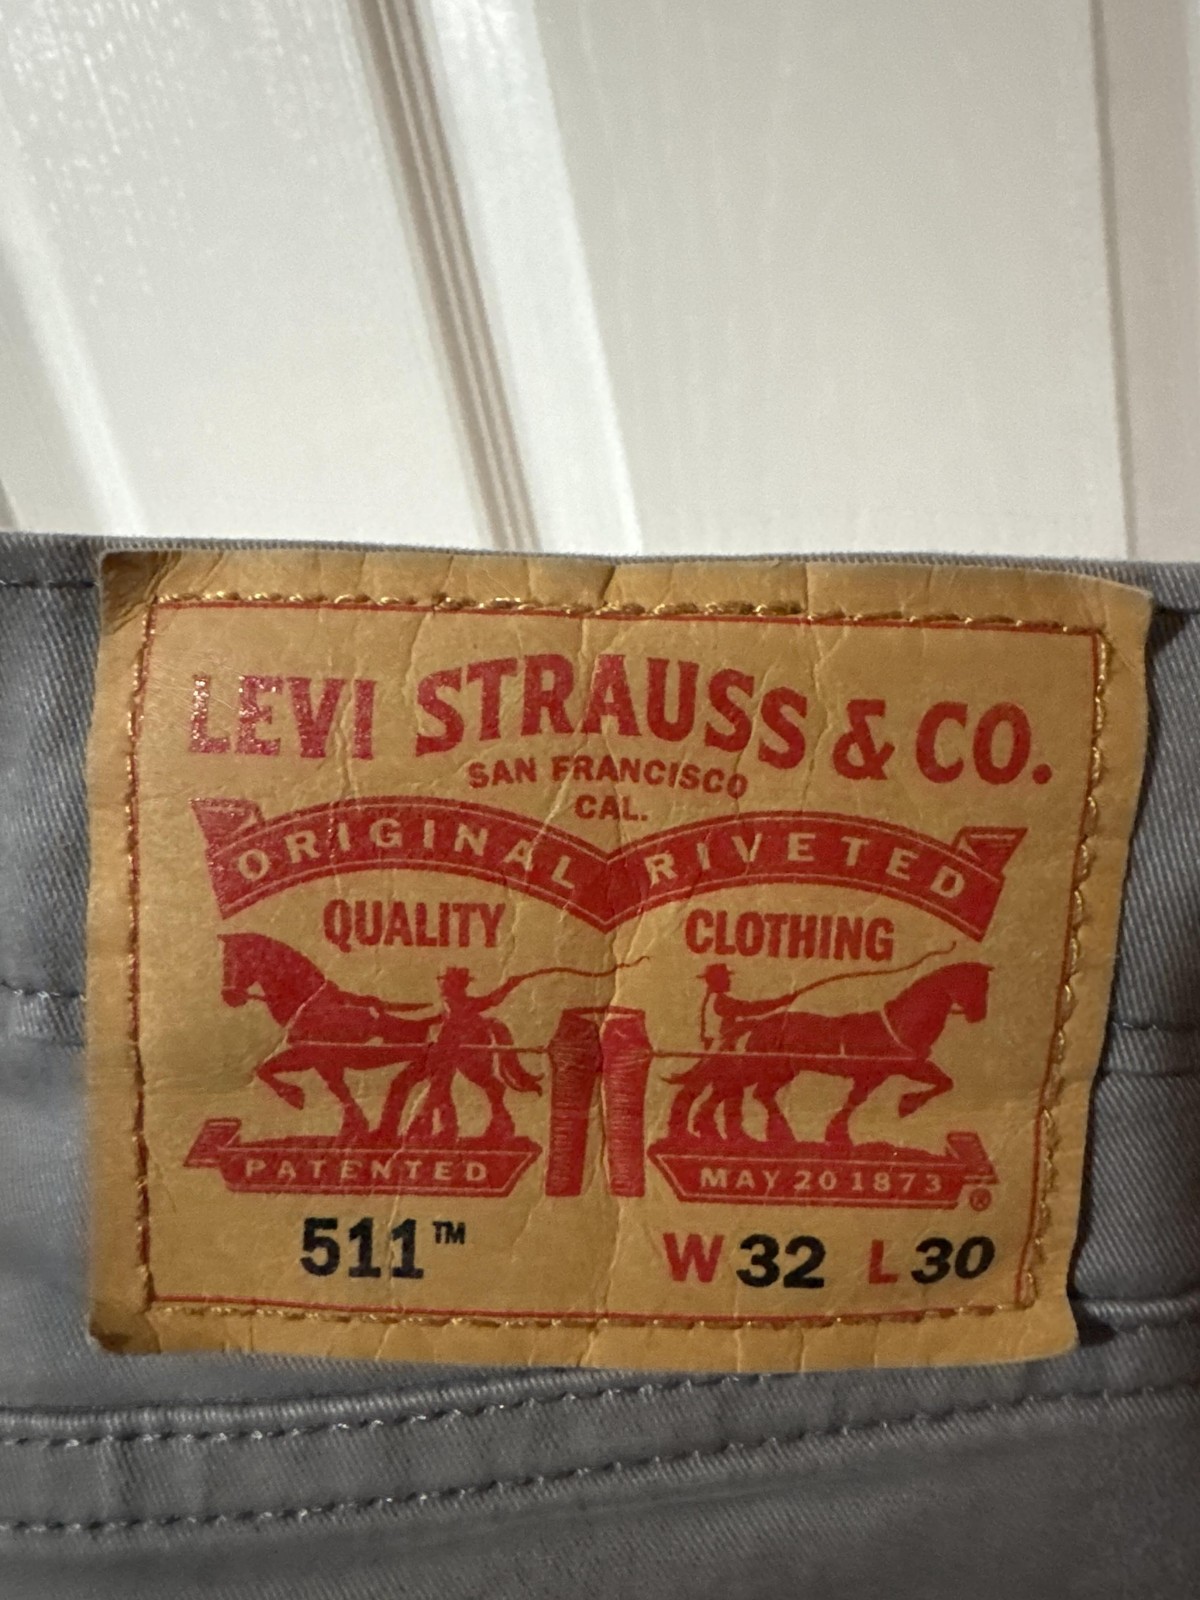 LEVI STRAUSS & CO.
SAN FRANCISCO
CAL.
ORIGINAL RIVETED
QUALITY CLOTHING
PATENTED MAY 20 1873 ®
511™ W 32 L 30